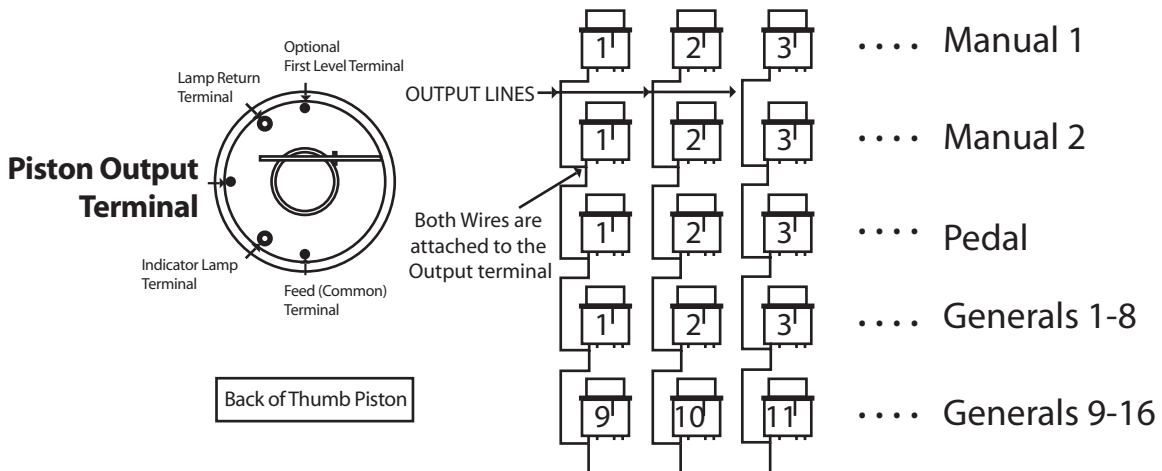 Optional
First Level Terminal
Lamp Return
Terminal
Piston Output
Terminal
Indicator Lamp
Terminal
Feed (Common)
Terminal
Back of Thumb Piston
OUTPUT LINES
Both Wires are
attached to the
Output terminal
1 2 3 .... Manual 1
1 2 3 .... Manual 2
1 2 3 .... Pedal
1 2 3 .... Generals 1-8
9 10 11 .... Generals 9-16